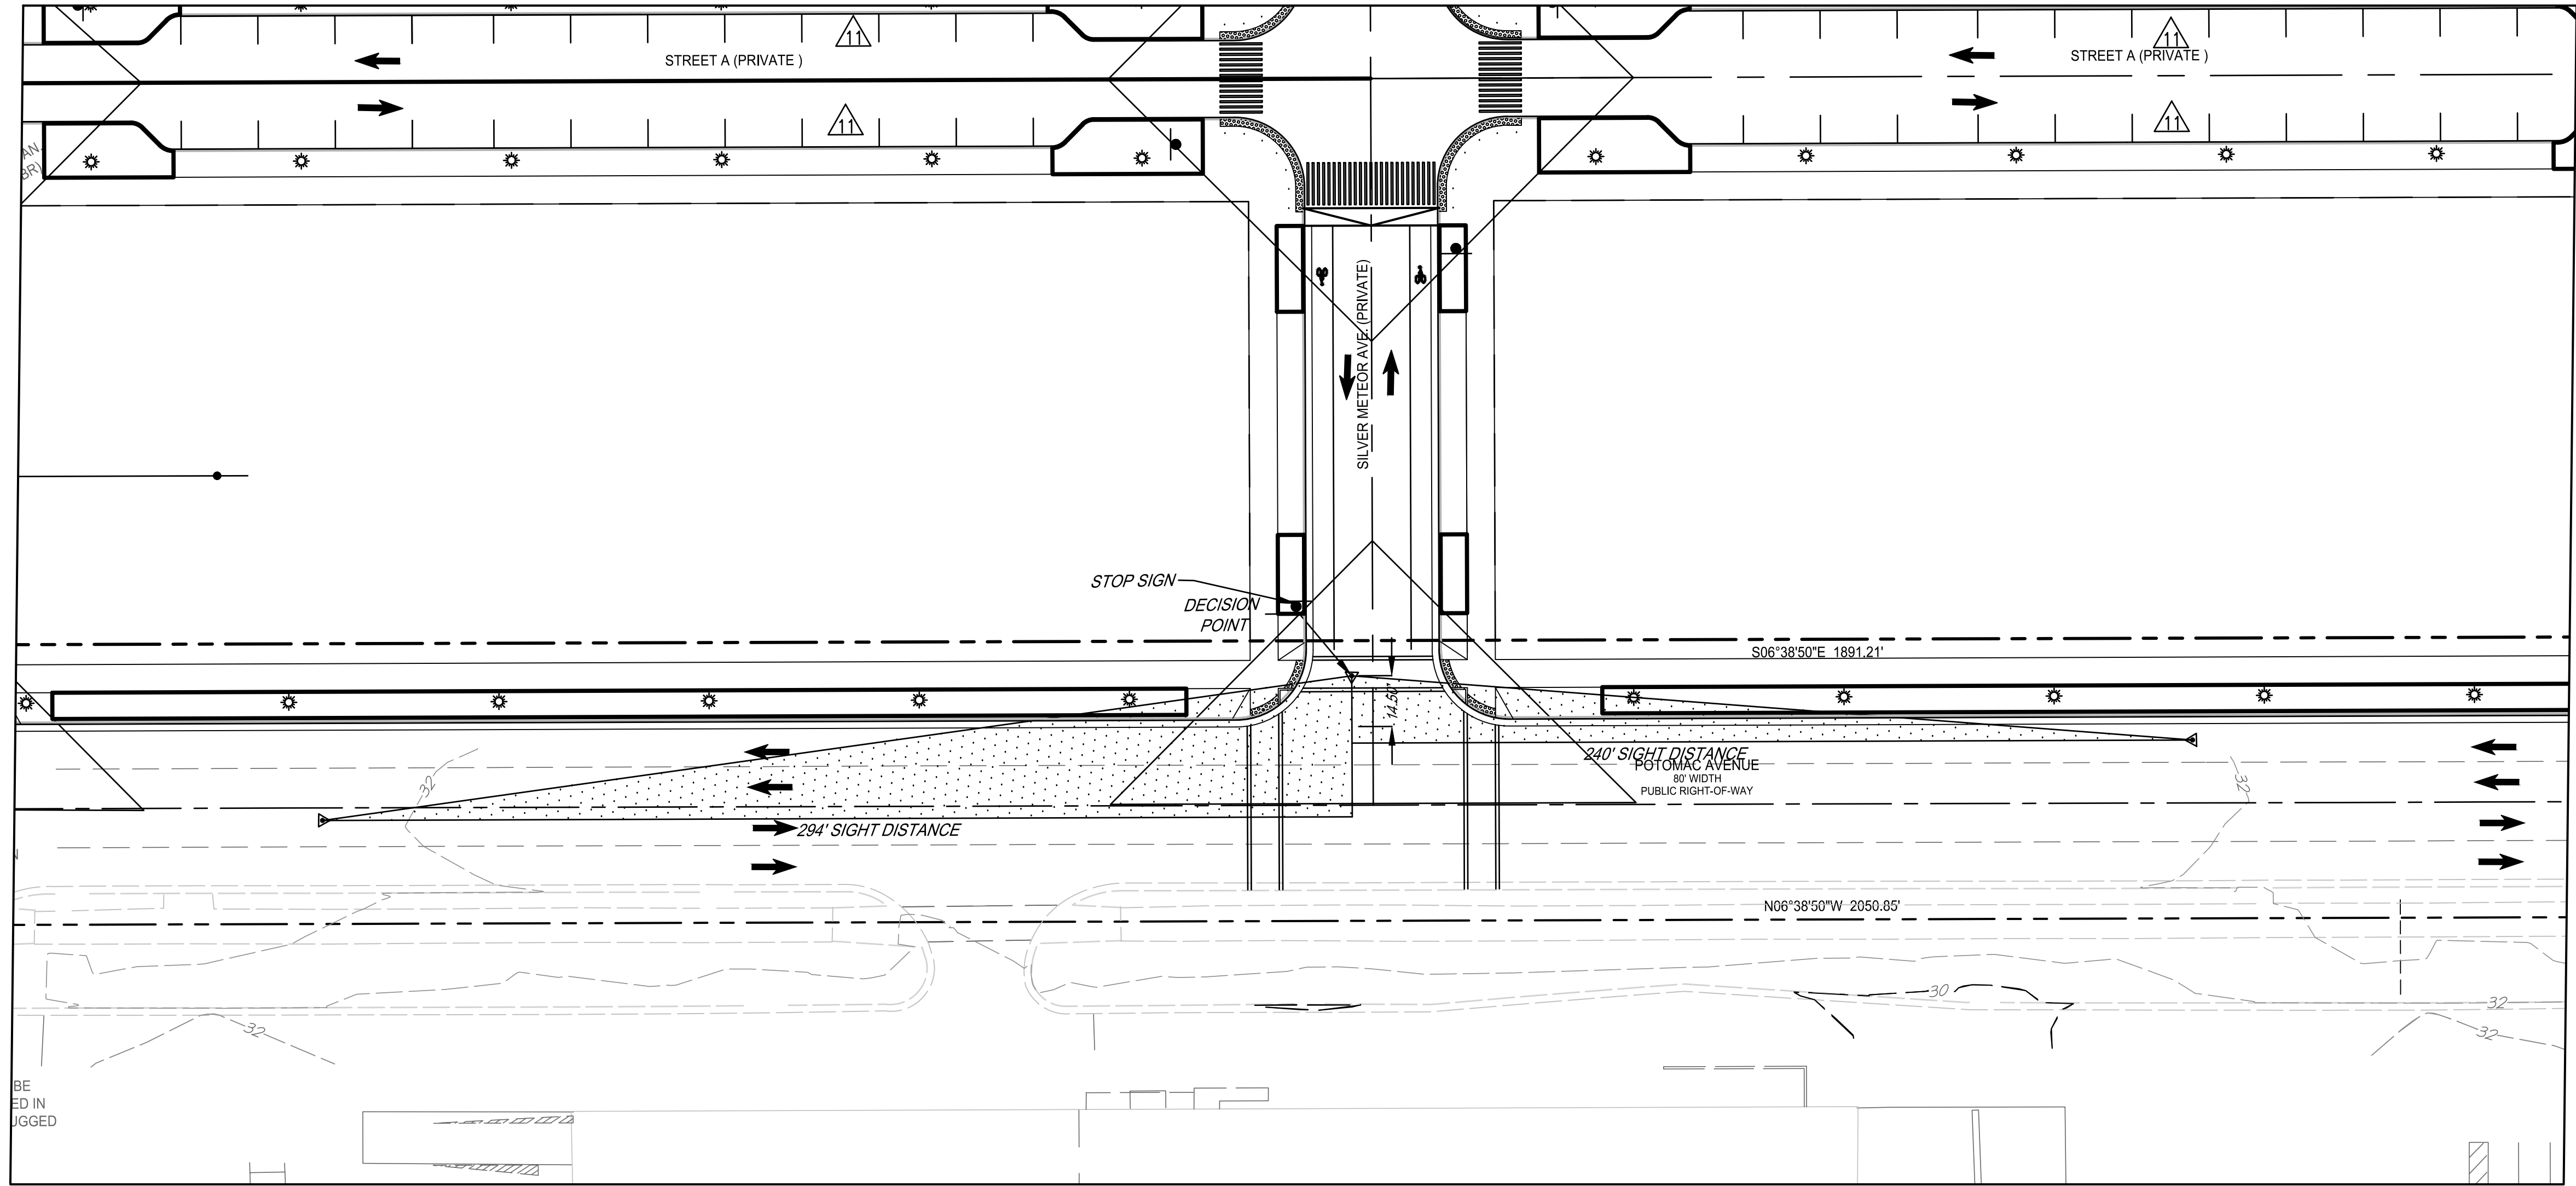 11
STREET A (PRIVATE )
11
STREET A (PRIVATE )
11
11
AN.
BR)
SILVER METEOR AVE. (PRIVATE)
STOP SIGN
DECISION
POINT
S06°38'50"E 1891.21'
14.50'
240' SIGHT DISTANCE
POTOMAC AVENUE
80' WIDTH
PUBLIC RIGHT-OF-WAY
32
32
294' SIGHT DISTANCE
N06°38'50"W 2050.85'
30
32
32
32
BE
ED IN
UGGED